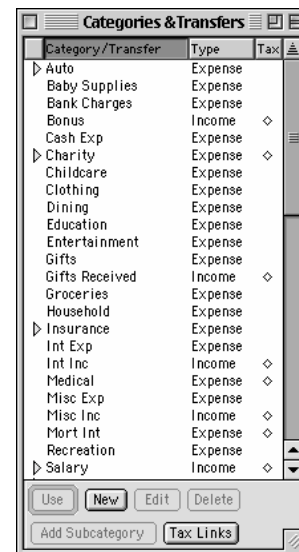 Categories & Transfers
Category/Transfer Type Tax
Auto Expense
Baby Supplies Expense
Bank Charges Expense
Bonus Income ◇
Cash Exp Expense
Charity Expense ◇
Childcare Expense
Clothing Expense
Dining Expense
Education Expense
Entertainment Expense
Gifts Expense
Gifts Received Income ◇
Groceries Expense
Household Expense
Insurance Expense
Int Exp Expense
Int Inc Income ◇
Medical Expense ◇
Misc Exp Expense
Misc Inc Income ◇
Mort Int Expense ◇
Recreation Expense
Salary Income ◇
Use New Edit Delete
Add Subcategory Tax Links